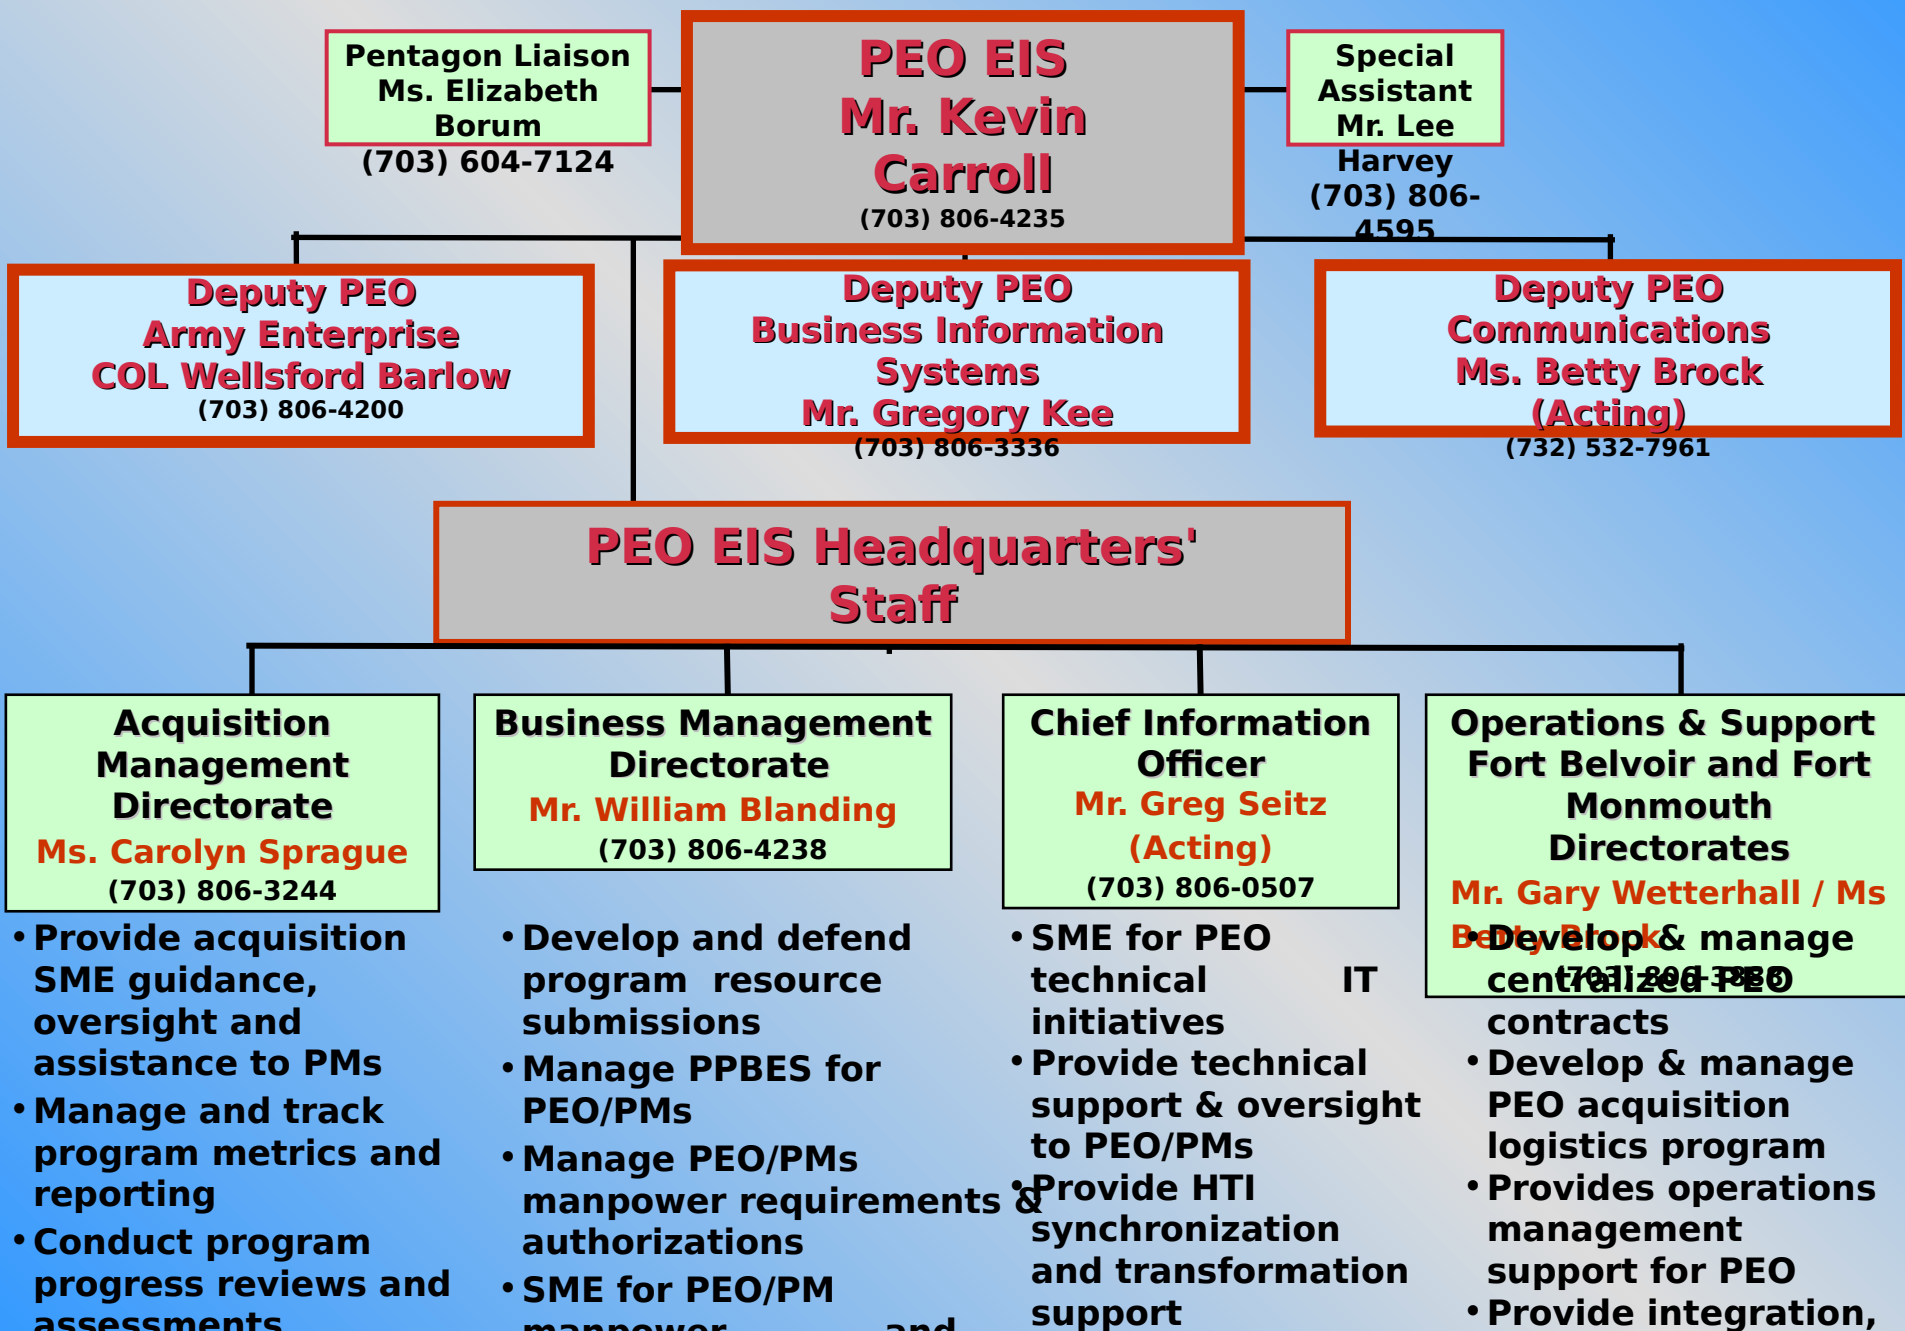 Pentagon Liaison
Ms. Elizabeth
Borum
(703) 604-7124
PEO EIS
Mr. Kevin
Carroll
(703) 806-4235
Special
Assistant
Mr. Lee
Harvey
(703) 806-
4595
Deputy PEO
Army Enterprise
COL Wellsford Barlow
(703) 806-4200
Deputy PEO
Business Information
Systems
Mr. Gregory Kee
(703) 806-3336
Deputy PEO
Communications
Ms. Betty Brock
(Acting)
(732) 532-7961
PEO EIS Headquarters'
Staff
Acquisition
Management
Directorate
Ms. Carolyn Sprague
(703) 806-3244
Business Management
Directorate
Mr. William Blanding
(703) 806-4238
Chief Information
Officer
Mr. Greg Seitz
(Acting)
(703) 806-0507
Operations & Support
Fort Belvoir and Fort
Monmouth
Directorates
Mr. Gary Wetterhall / Ms
Betty Brock
(703)
• Provide acquisition
SME guidance,
oversight and
assistance to PMs
• Manage and track
program metrics and
reporting
• Conduct program
progress reviews and
assessments
• Develop and defend
program resource
submissions
• Manage PPBES for
PEO/PMs
• Manage PEO/PMs
manpower requirements &
authorizations
• SME for PEO/PM
manpower and
• SME for PEO
technical IT
initiatives
• Provide technical
support & oversight
to PEO/PMs
• Provide HTI
synchronization
and transformation
support
• Develop & manage
centralized PEO
contracts
• Develop & manage
PEO acquisition
logistics program
• Provides operations
management
support for PEO
• Provide integration,